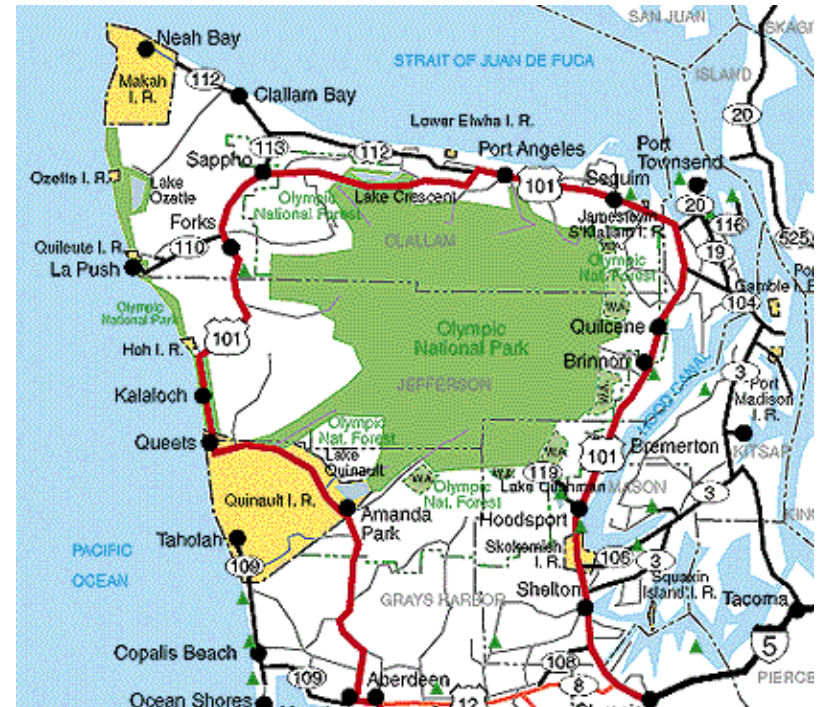 SAN JUAN
SKAGIT
Neah Bay
STRAIT OF JUAN DE FUCA
ISLAND
Makah
I. R.
112
Clallam Bay
20
Lower Elwha I. R.
Port
Townsend
113
112
Sappho
Port Angeles
101
Sequim
Ozette I. R.
Lake
Ozette
Olympic
National Forest
Lake Crescent
20
Jamestown
S'Klallam I. R.
116
Forks
CLALLAM
W.A.
525
Quileute I. R.
110
19
La Push
Olympic
Nat. Forest
Gamble I. R.
104
Olympic
National Park
W.A.
101
Olympic
National Park
Quilcene
Hoh I. R.
Brinnon
3
Port
Madison
I. R.
JEFFERSON
W.A.
HOOD CANAL
Kalaloch
Olympic
Nat. Forest
Queets
Lake
Quinault
101
Bremerton
KITSAP
W.A.
W.A.
W.A.
119
Lake Cushman
MASON
3
Quinault I. R.
Olympic
Nat. Forest
Amanda
Park
Hoodsport
KING
Taholah
Skokomish
I. R.
106
3
PACIFIC
OCEAN
109
Squaxin
Island I. R.
GRAYS HARBOR
Shelton
Tacoma
5
Copalis Beach
109
108
PIERCE
Aberdeen
8
Ocean Shores
12